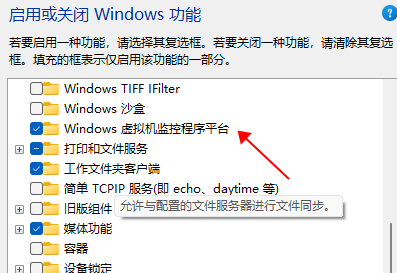 启用或关闭 Windows 功能
若要启用一种功能，请选择其复选框。若要关闭一种功能，请清除其复选
框。填充的框表示仅启用该功能的一部分。
Windows TIFF IFilter
Windows 沙盒
Windows 虚拟机监控程序平台
打印和文件服务
工作文件夹客户端
简单 TCPIP 服务(即 echo、daytime 等)
旧版组件
允许与配置的文件服务器进行文件同步。
媒体功能
容器
设备锁定